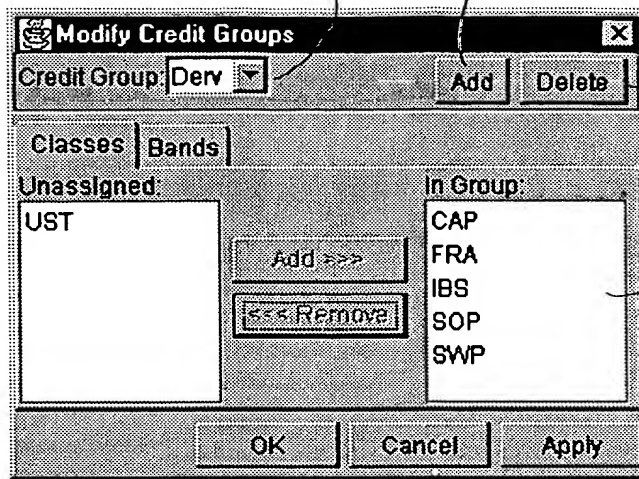 Modify Credit Groups
Credit Group: Derv Add Delete
Classes Bands
Unassigned: In Group:
UST CAP
FRA
Add >>>
IBS
<<< Remove
SOP
SWP
OK Cancel Apply